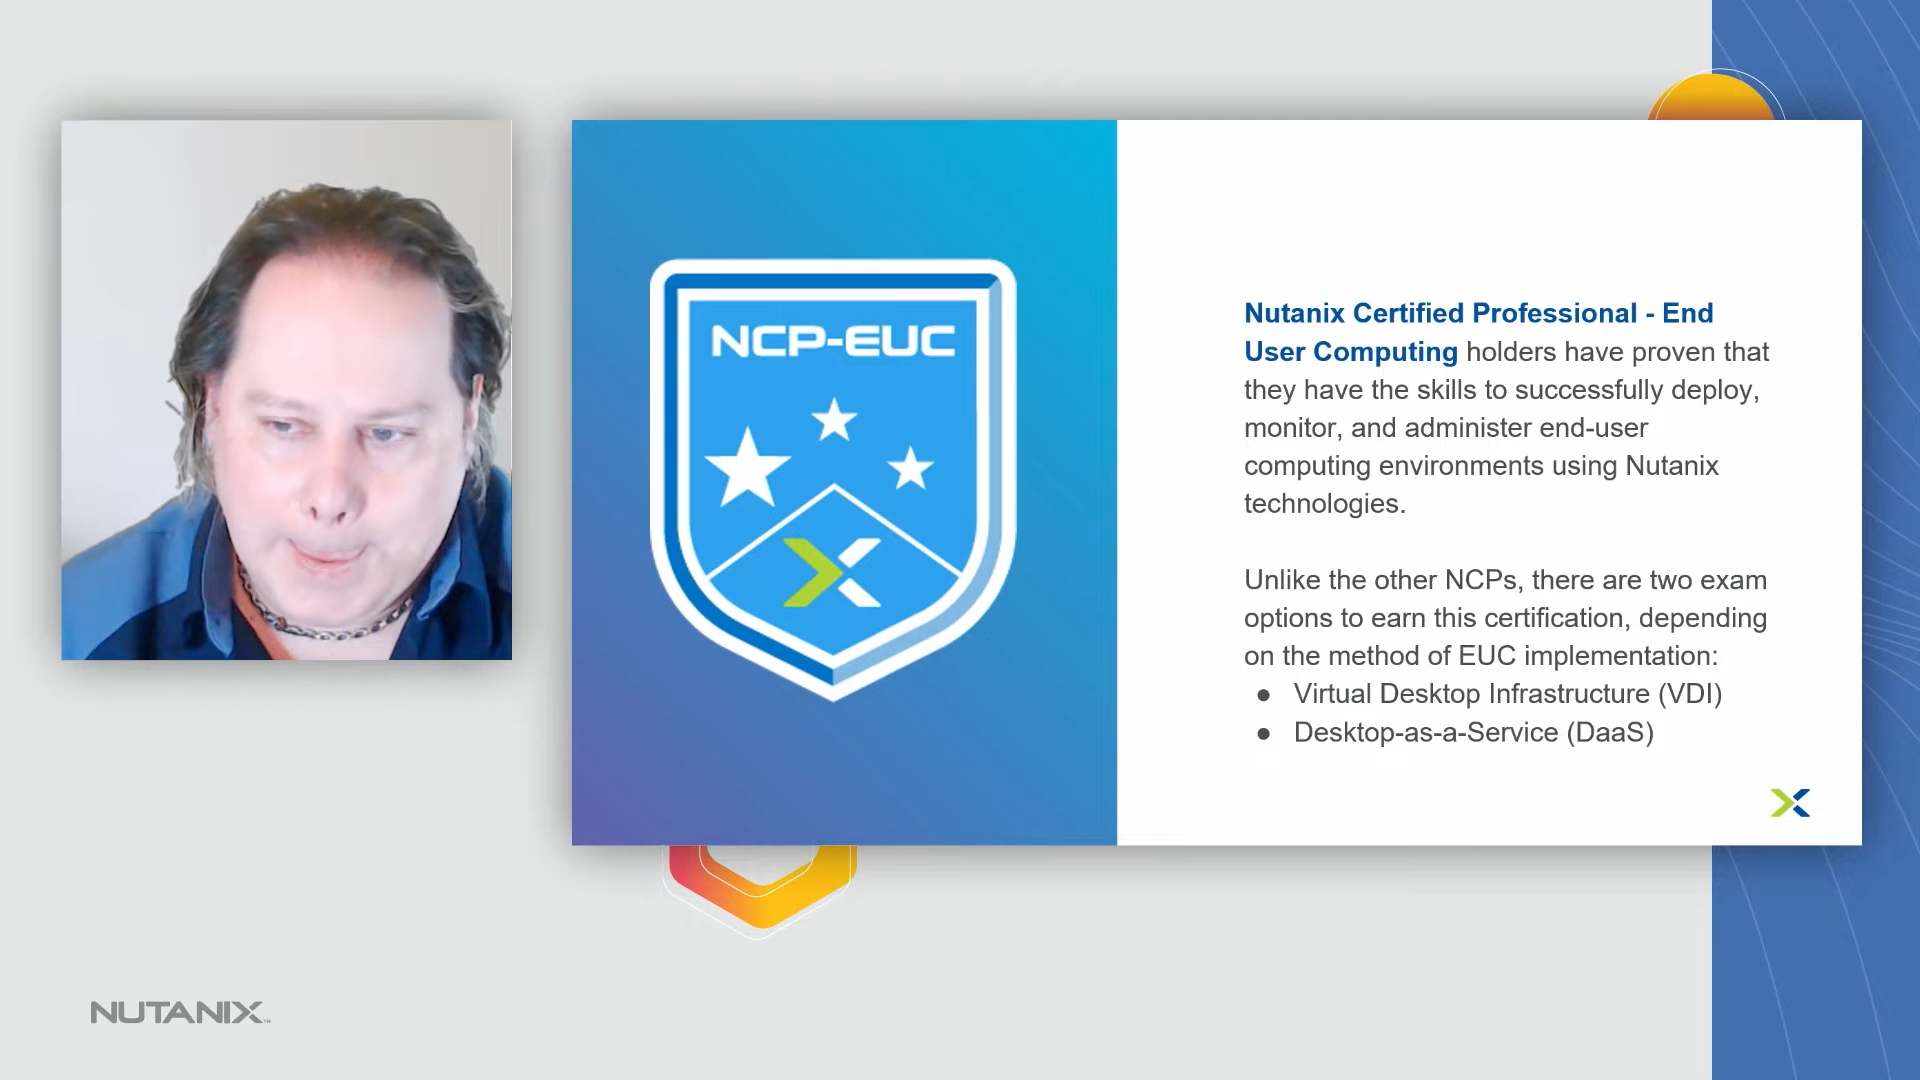 NCP-EUC
Nutanix Certified Professional - End
User Computing holders have proven that
they have the skills to successfully deploy,
monitor, and administer end-user
computing environments using Nutanix
technologies.
Unlike the other NCPs, there are two exam
options to earn this certification, depending
on the method of EUC implementation:
● Virtual Desktop Infrastructure (VDI)
● Desktop-as-a-Service (DaaS)
NUTANIX™